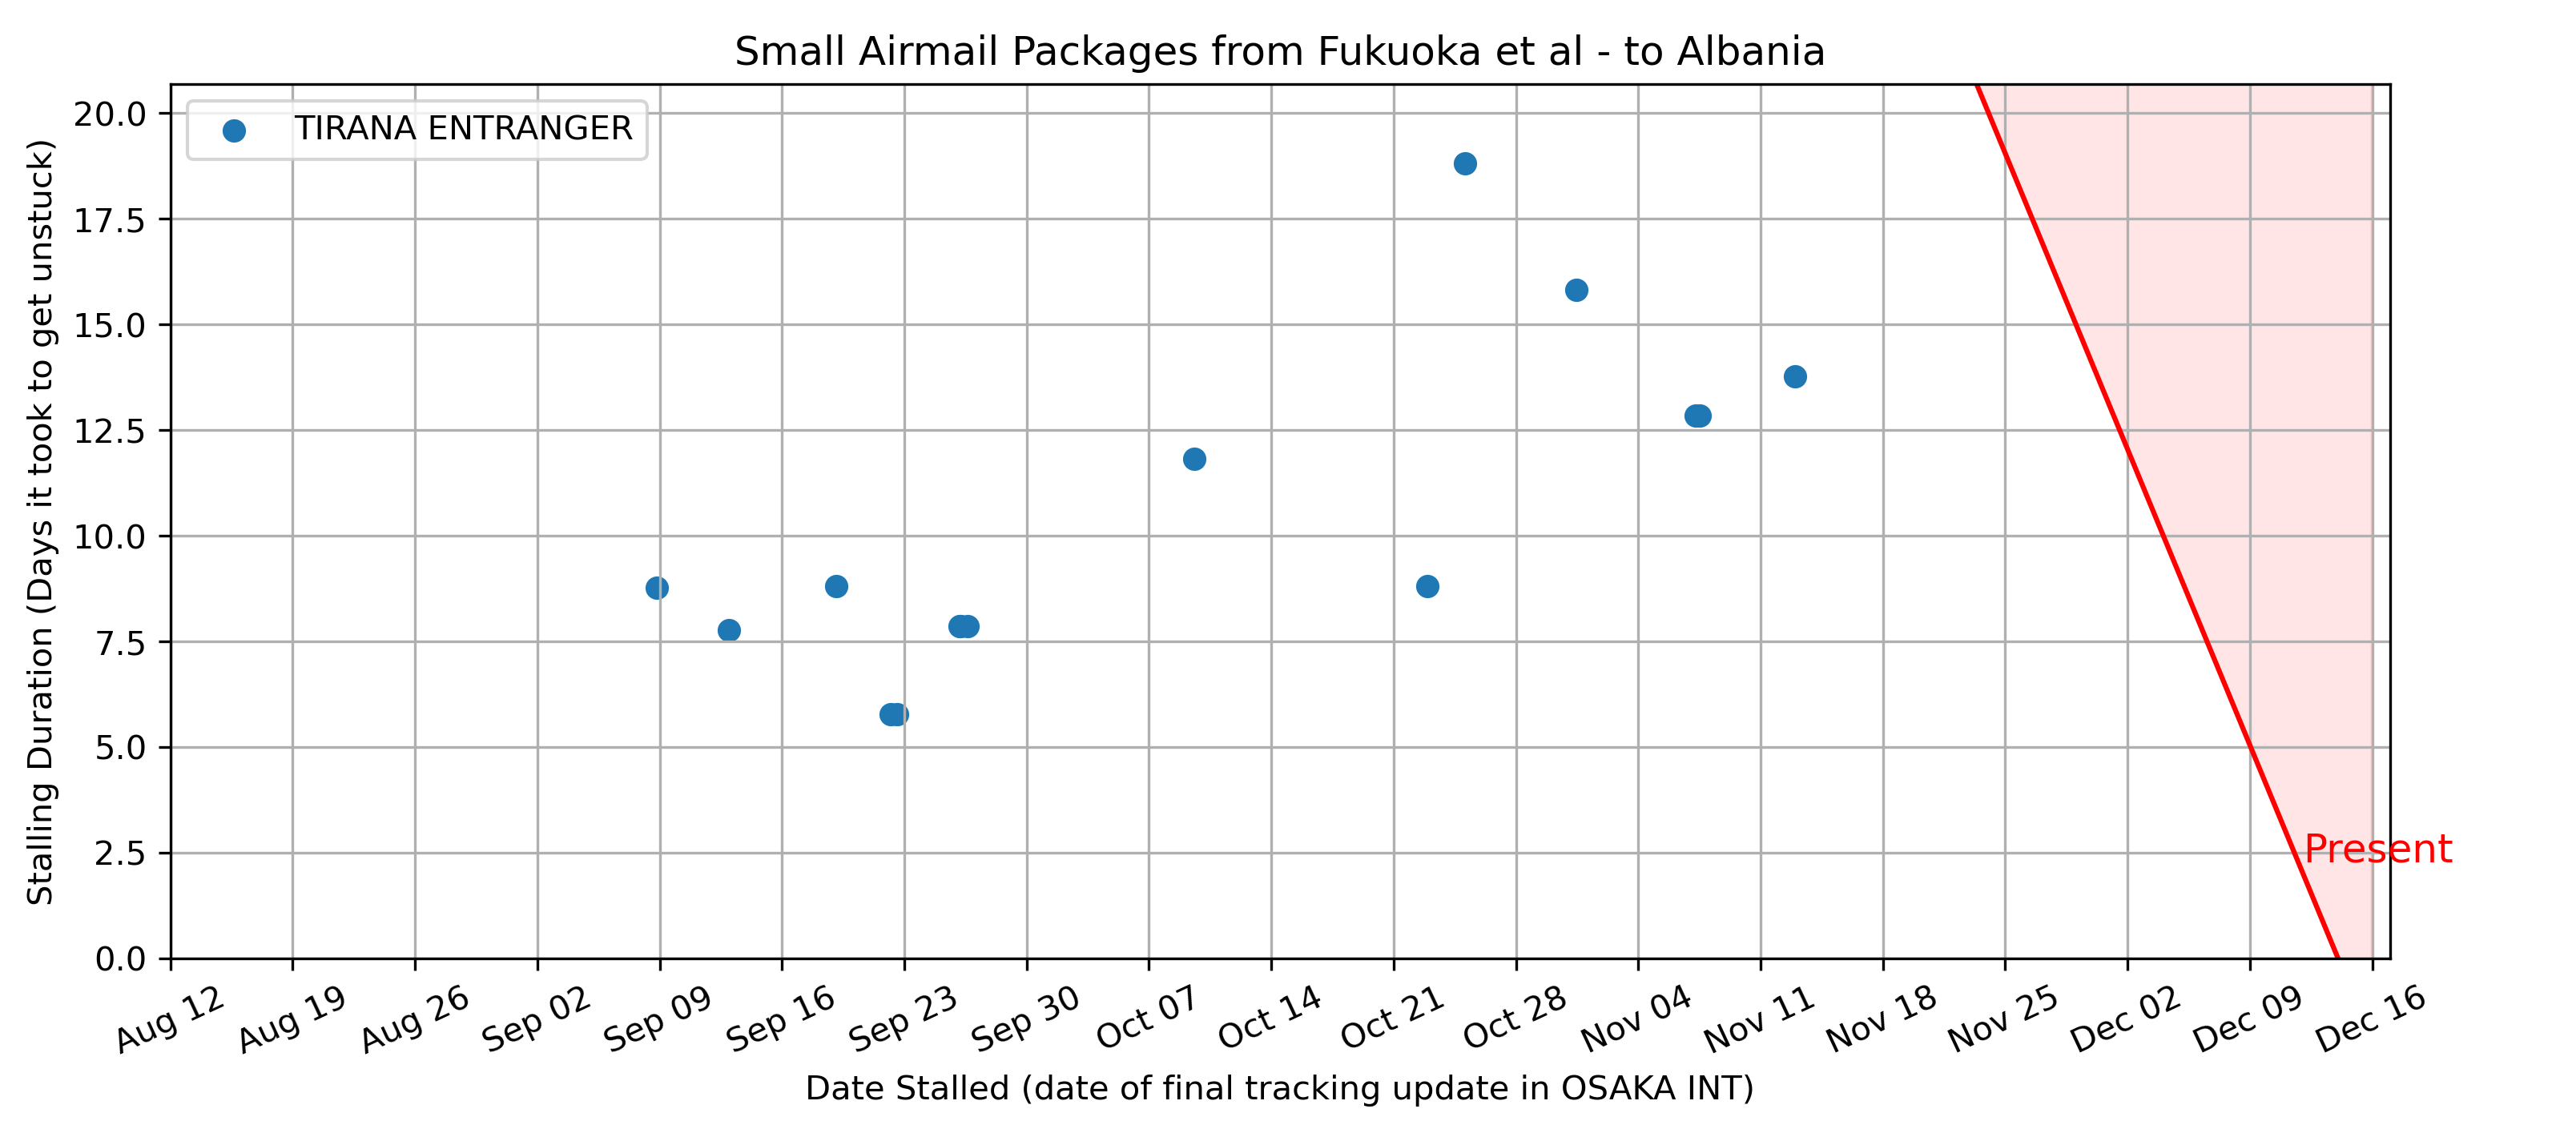 Small Airmail Packages from Fukuoka et al - to Albania
TIRANA ENTRANGER
Stalling Duration (Days it took to get unstuck)
20.0
17.5
15.0
12.5
10.0
7.5
5.0
2.5
0.0
Present
Aug 12
Aug 19
Aug 26
Sep 02
Sep 09
Sep 16
Sep 23
Sep 30
Oct 07
Oct 14
Oct 21
Oct 28
Nov 04
Nov 11
Nov 18
Nov 25
Dec 02
Dec 09
Dec 16
Date Stalled (date of final tracking update in OSAKA INT)